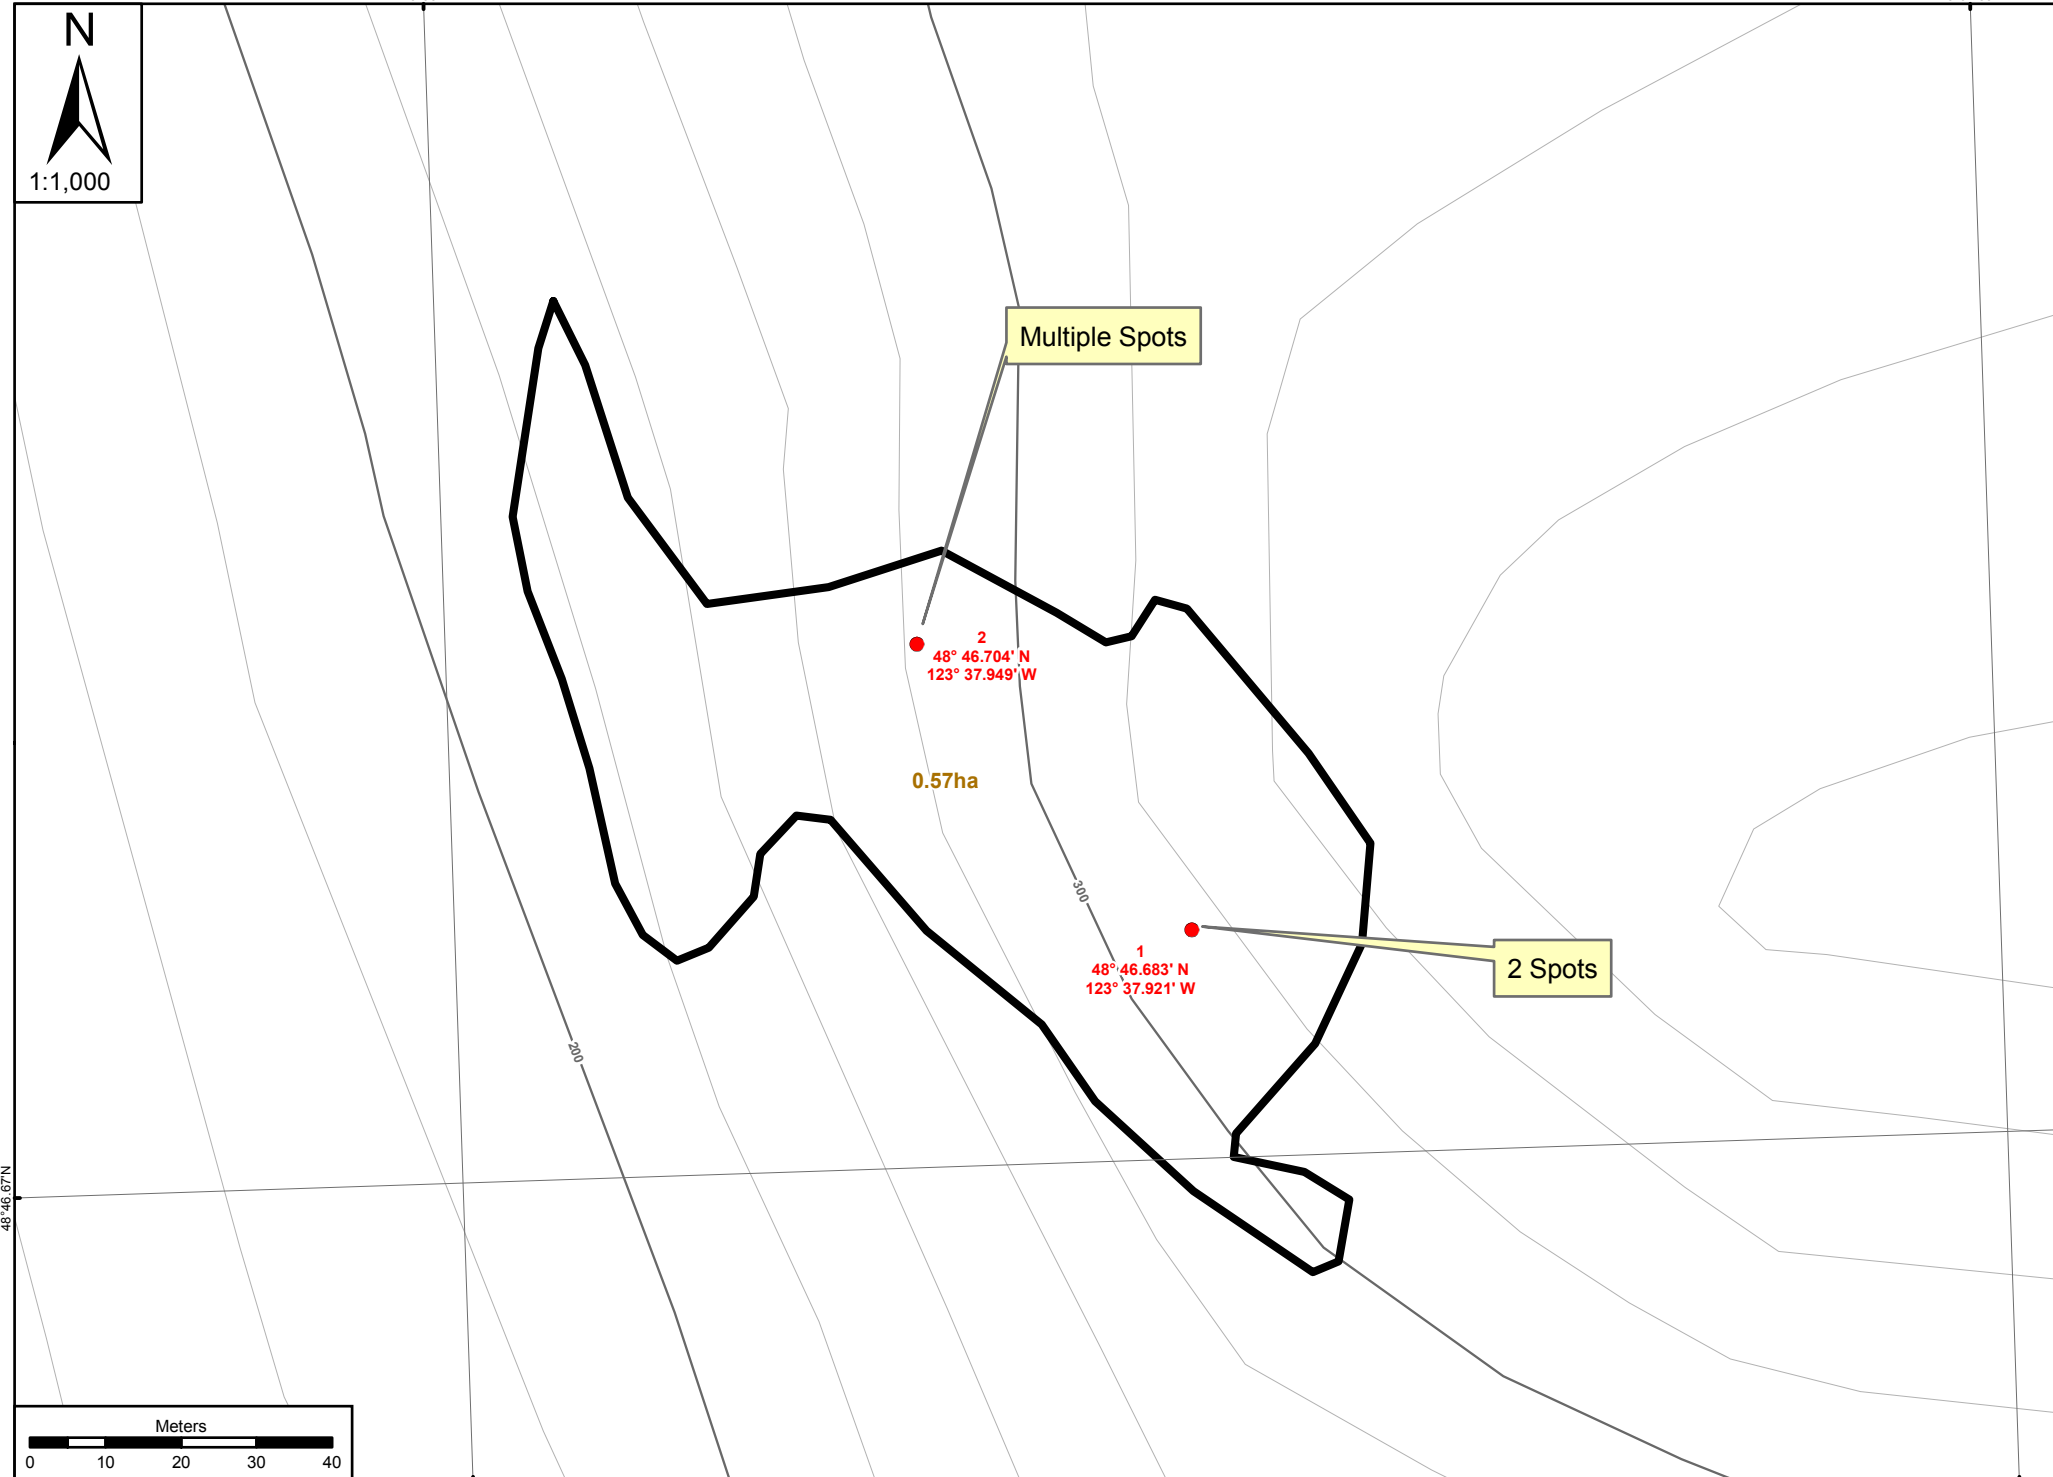 N
1:1,000
Multiple Spots
2
48° 46.704' N
123° 37.949' W
0.57ha
300
1
48° 46.683' N
123° 37.921' W
2 Spots
200
48°46.67'N
Meters
0 10 20 30 40